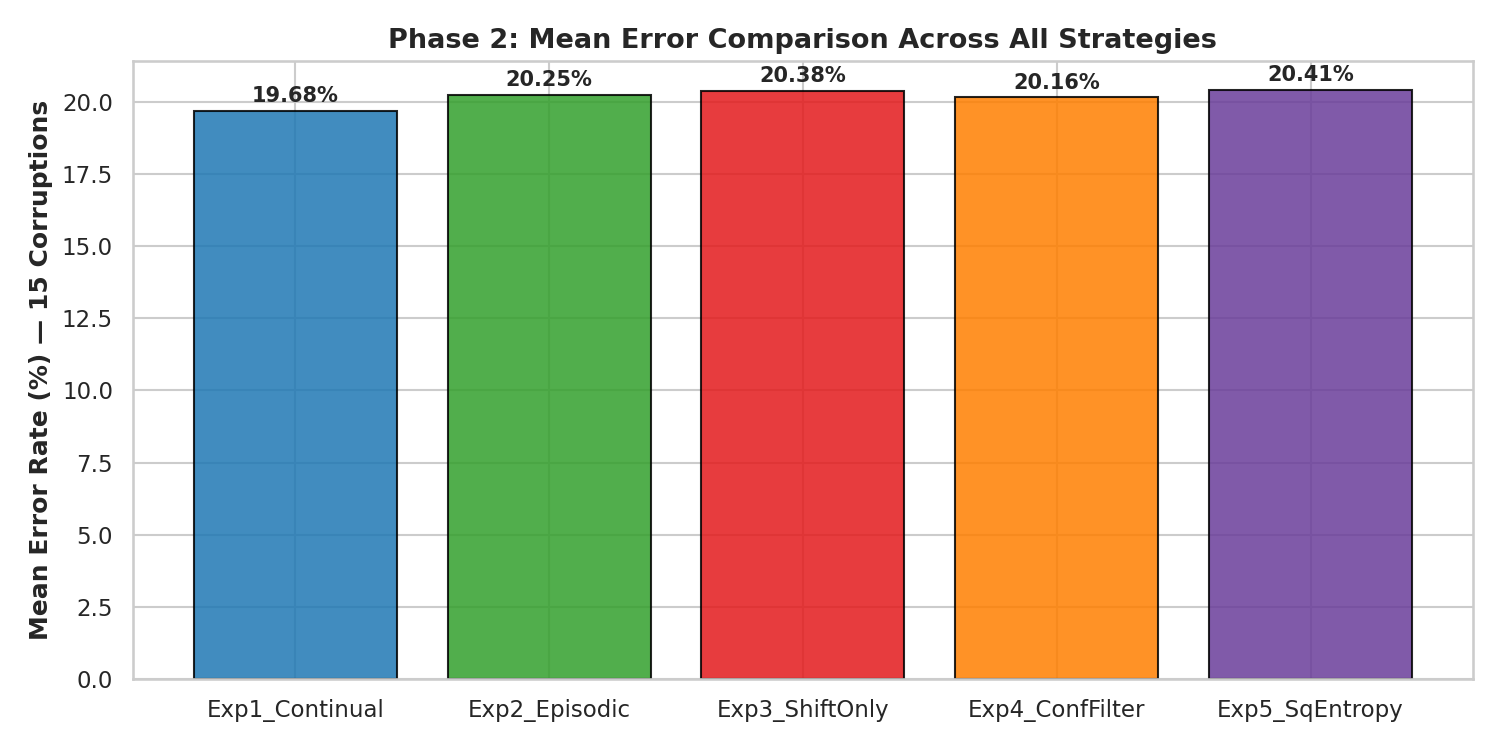 Phase 2: Mean Error Comparison Across All Strategies
Mean Error Rate (%) — 15 Corruptions
20.0
17.5
15.0
12.5
10.0
7.5
5.0
2.5
0.0
19.68%
20.25%
20.38%
20.16%
20.41%
Exp1_Continual
Exp2_Episodic
Exp3_ShiftOnly
Exp4_ConfFilter
Exp5_SqEntropy